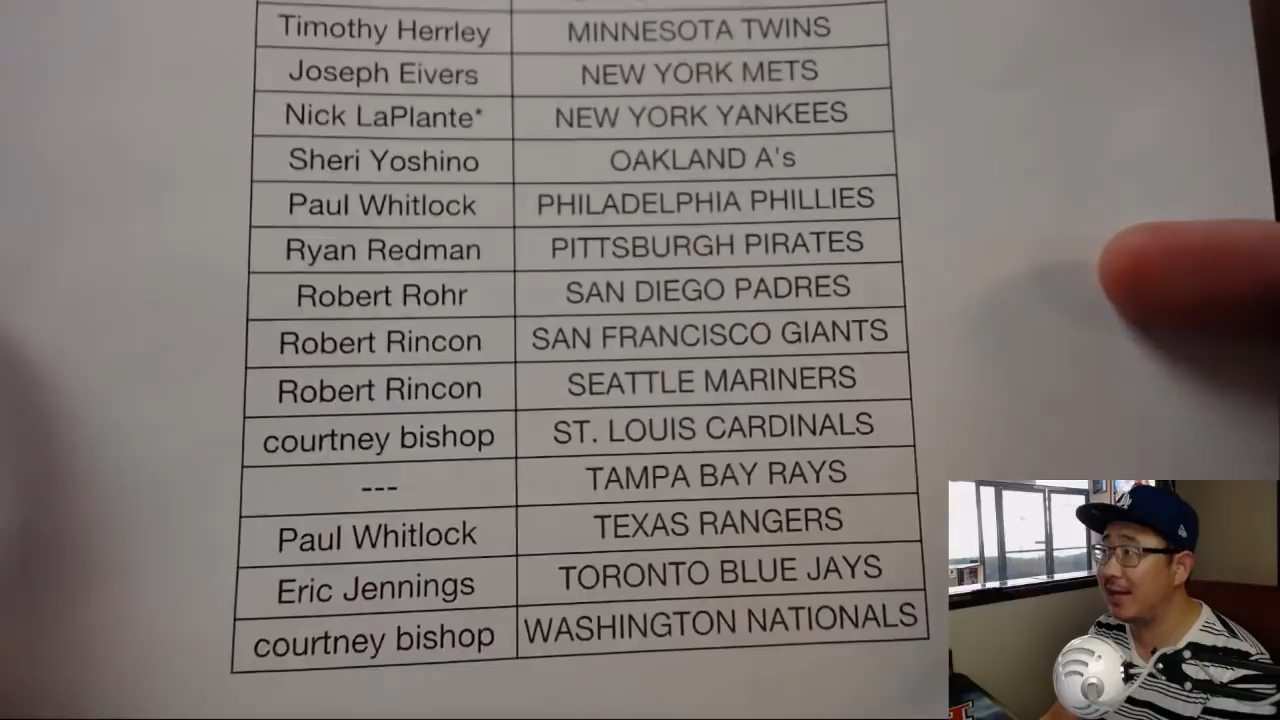 Timothy Herrley MINNESOTA TWINS
Joseph Eivers NEW YORK METS
Nick LaPlante* NEW YORK YANKEES
Sheri Yoshino OAKLAND A's
Paul Whitlock PHILADELPHIA PHILLIES
Ryan Redman PITTSBURGH PIRATES
Robert Rohr SAN DIEGO PADRES
Robert Rincon SAN FRANCISCO GIANTS
Robert Rincon SEATTLE MARINERS
courtney bishop ST. LOUIS CARDINALS
--- TAMPA BAY RAYS
Paul Whitlock TEXAS RANGERS
Eric Jennings TORONTO BLUE JAYS
courtney bishop WASHINGTON NATIONALS